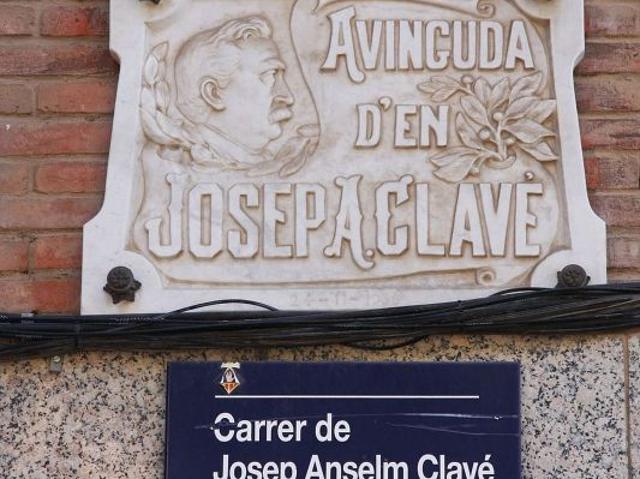 AVINGUDA
D'EN
JOSEP A. CLAVÉ
Carrer de
Josep Anselm Clavé